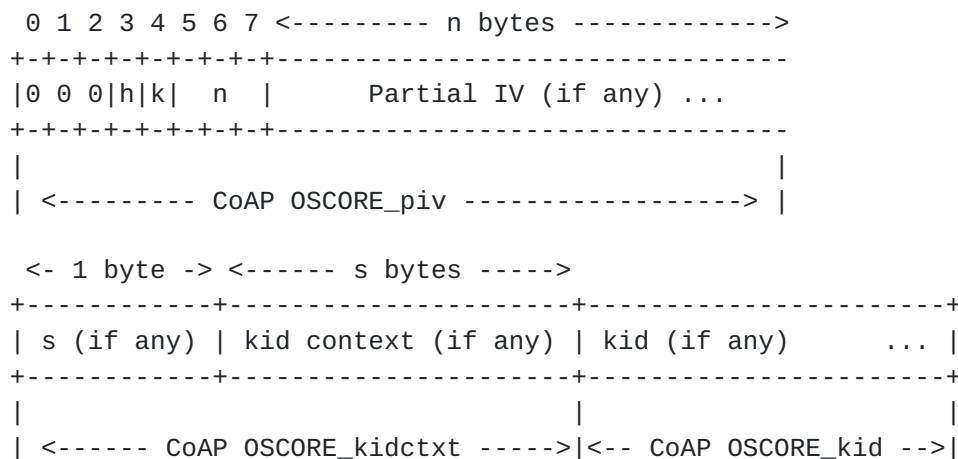 0 1 2 3 4 5 6 7 <--------- n bytes ------------->
+-+-+-+-+-+-+-+-+---------------------------------
|0 0 0|h|k|  n  |      Partial IV (if any) ...
+-+-+-+-+-+-+-+-+---------------------------------
|                                               |
| <--------- CoAP OSCORE_piv ------------------> |

 <- 1 byte -> <------ s bytes ----->
+------------+----------------------+-----------------------+
| s (if any) | kid context (if any) | kid (if any)      ... |
+------------+----------------------+-----------------------+
|                                   |                       |
| <------ CoAP OSCORE_kidctxt ----->|<-- CoAP OSCORE_kid -->|